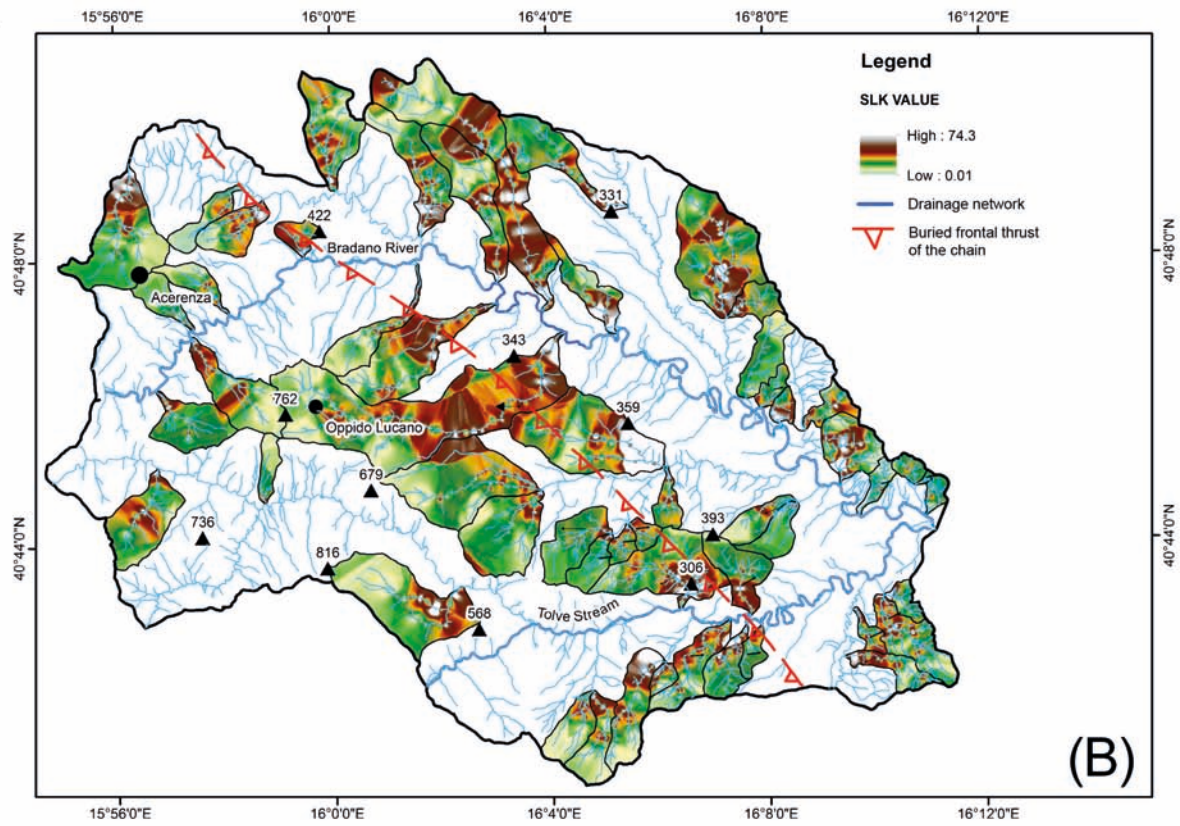 15°56'0"E 16°0'0"E 16°4'0"E 16°8'0"E 16°12'0"E
Legend
SLK VALUE
High : 74.3
Low : 0.01
Drainage network
Buried frontal thrust
of the chain
331
422
Bradano River
40°48'0"N
40°48'0"N
Acerenza
343
762
359
Oppido Lucano
679
736
393
40°44'0"N
40°44'0"N
816
306
568
Tolve Stream
(B)
15°56'0"E 16°0'0"E 16°4'0"E 16°8'0"E 16°12'0"E